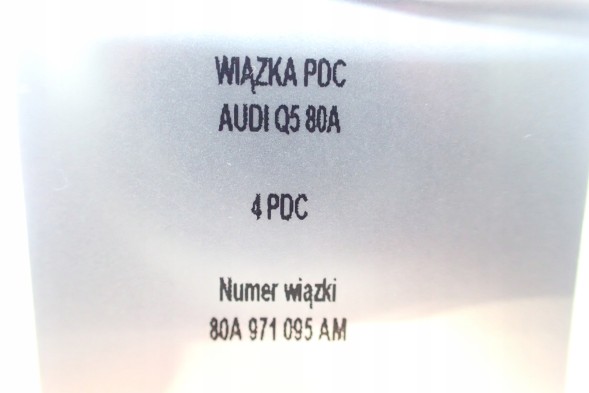 WIĄZKA PDC
AUDI Q5 80A
4 PDC
Numer wiązki
80A 971 095 AM